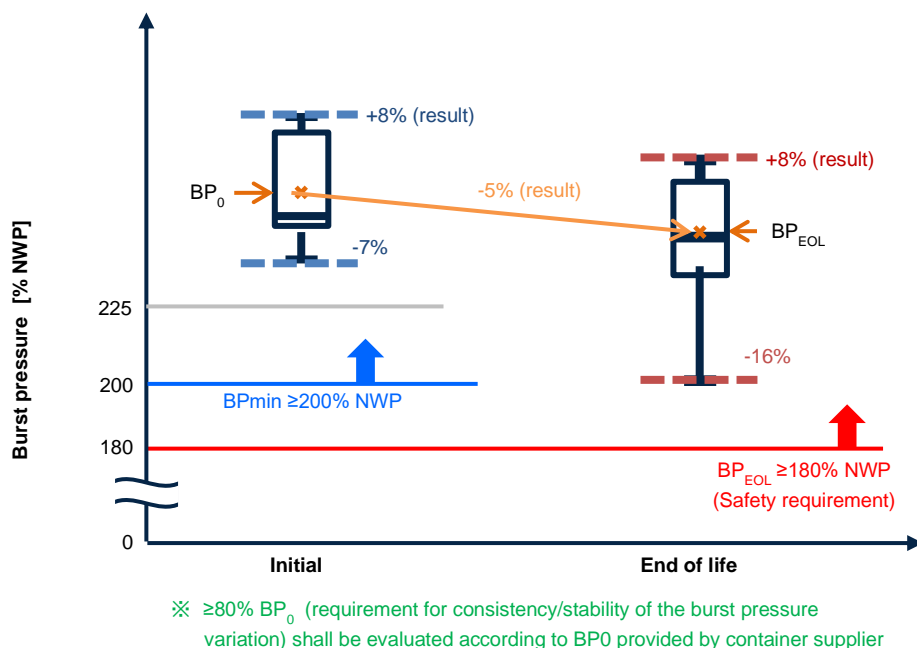 Burst pressure [% NWP]
+8% (result)
+8% (result)
-5% (result)
BP0
BPEOL
-7%
225
-16%
200
BPmin ≥200% NWP
180
BPEOL ≥180% NWP
(Safety requirement)
0
Initial
End of life
※ ≥80% BP0 (requirement for consistency/stability of the burst pressure
variation) shall be evaluated according to BP0 provided by container supplier